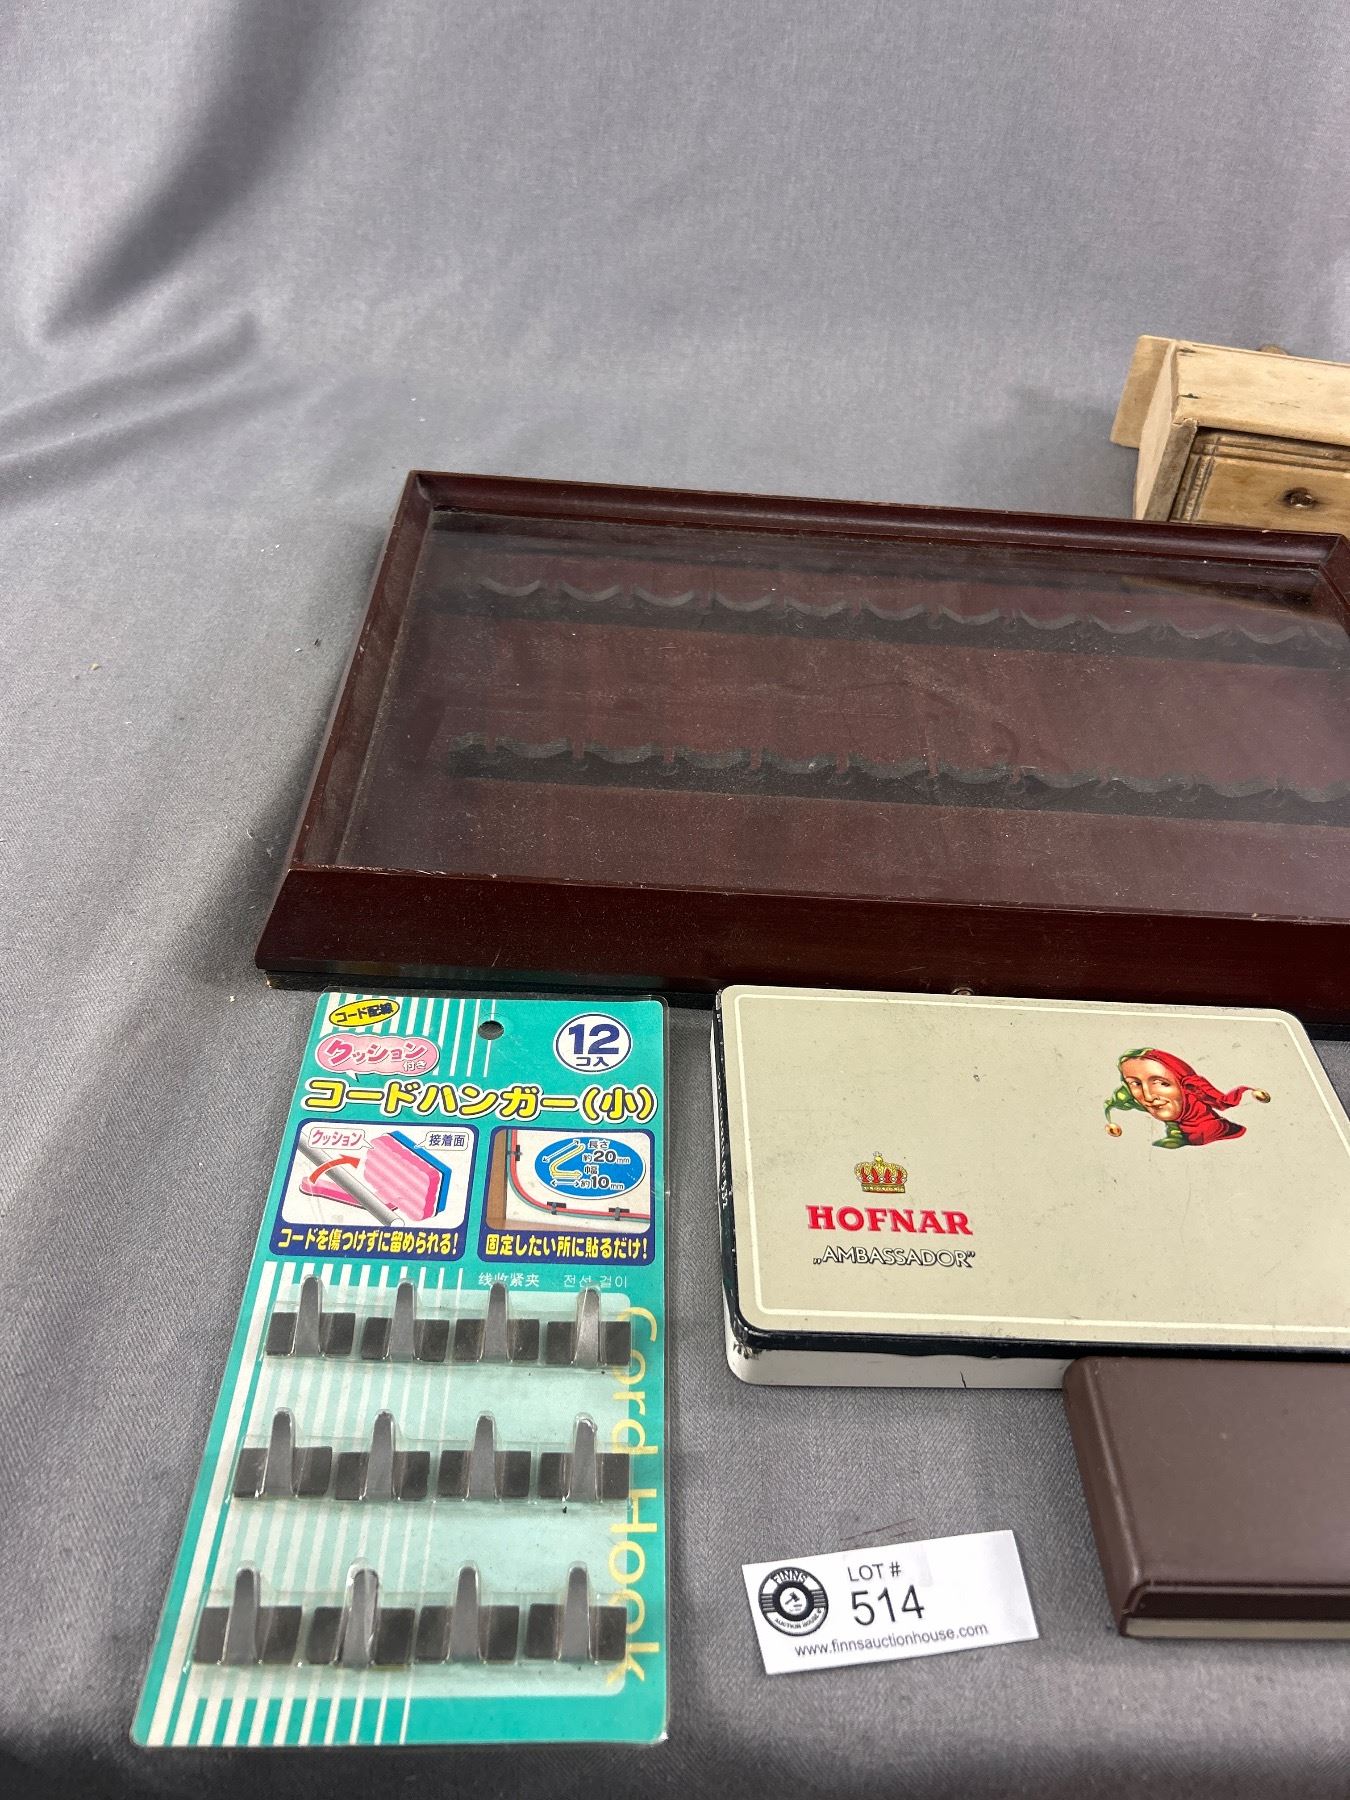 コード配線
クッション付き
12
コ入
コードハンガー(小)
クッション
接着面
長さ
約20mm
幅
約10mm
コードを傷つけずに留められる!
固定したい所に貼るだけ!
线收紧夹 전선 걸이
Cord Hook
HOFNAR
„AMBASSADOR”
FINNS
AUCTION HOUSE
LOT #
514
www.finnsauctionhouse.com